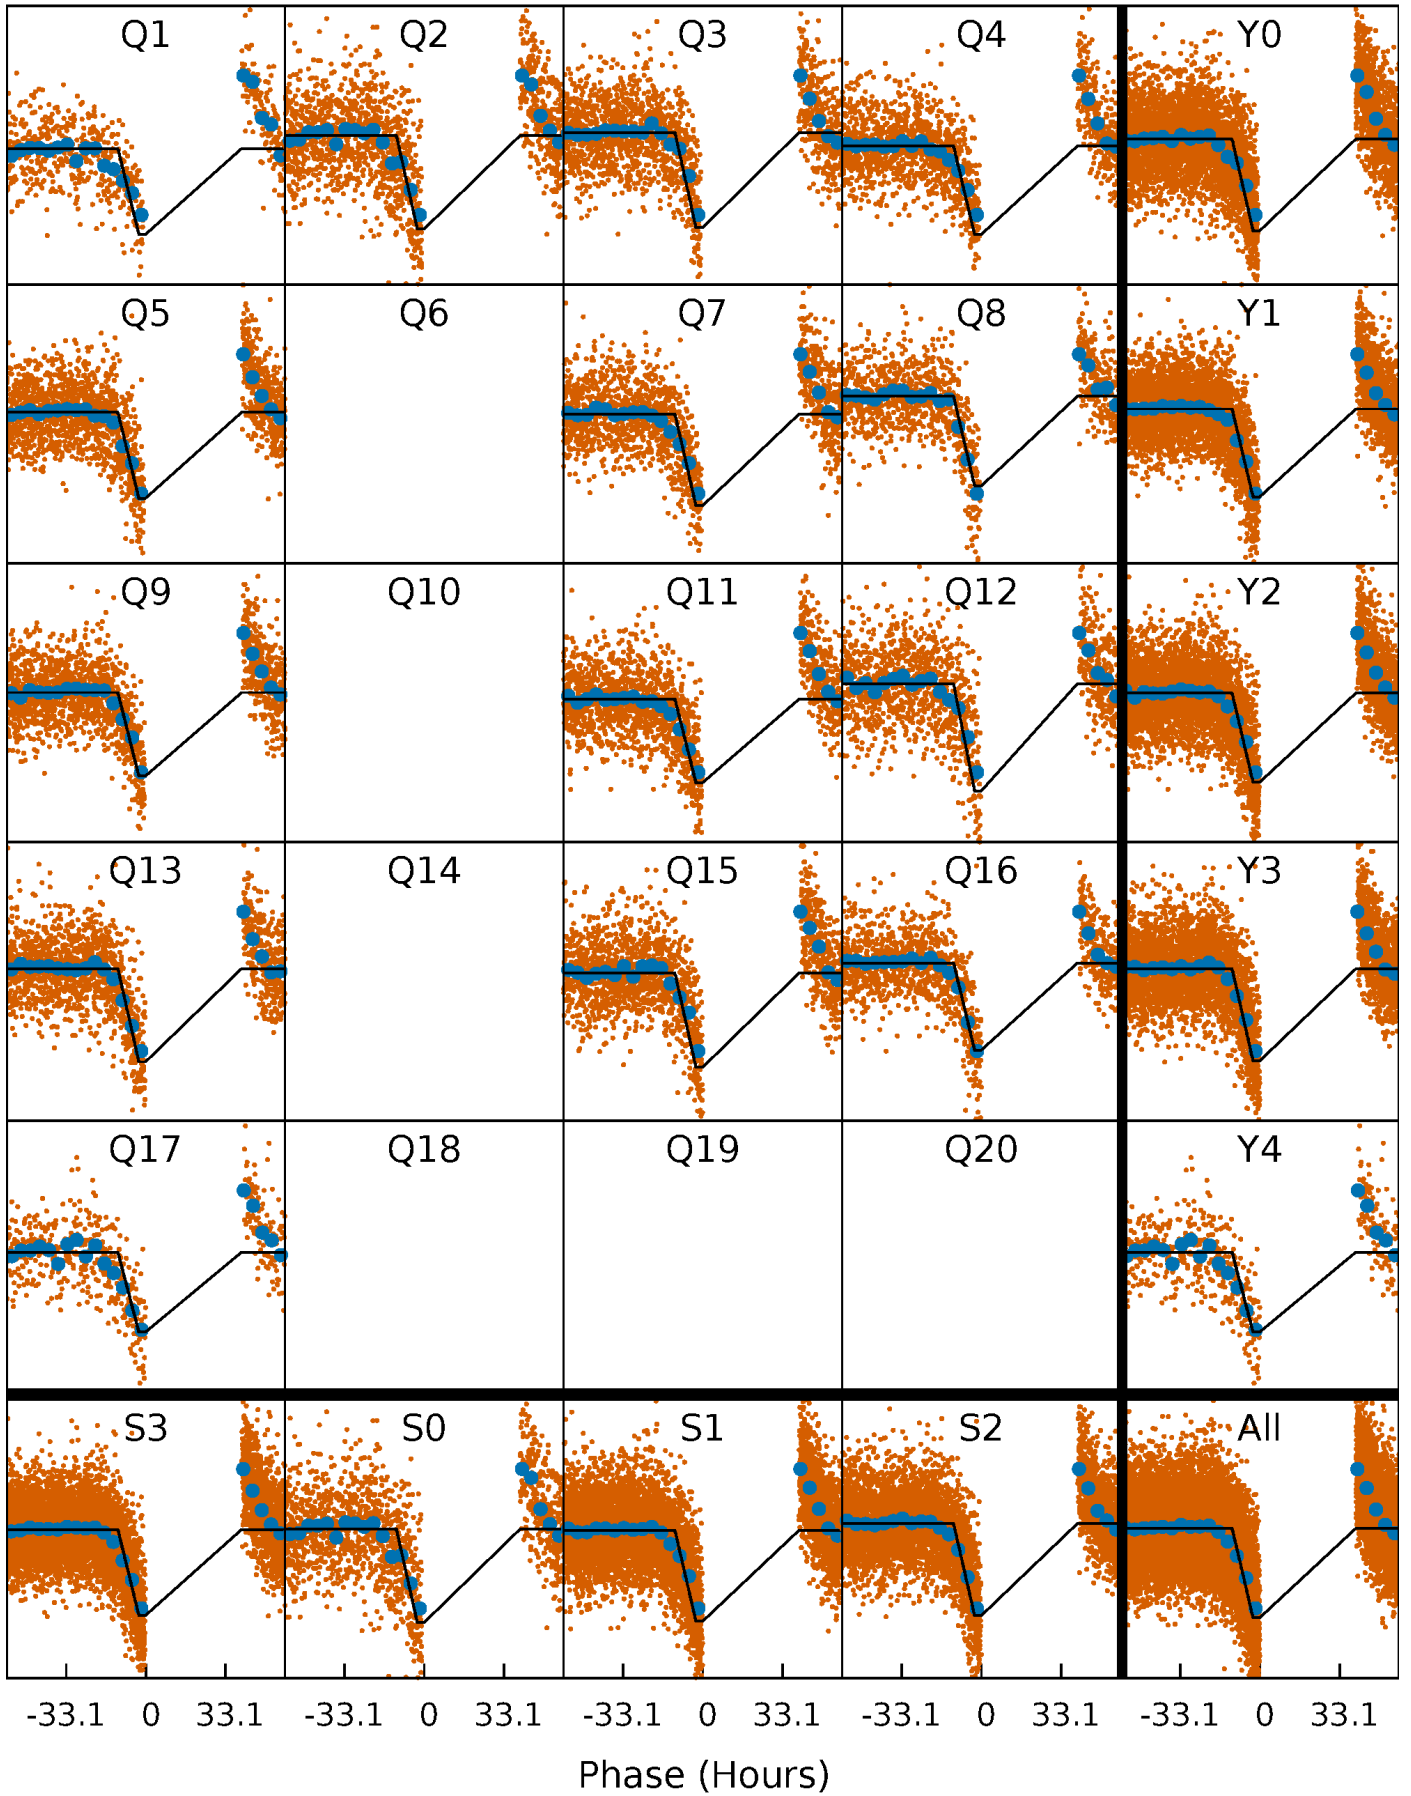 Q1 Q2 Q3 Q4 Y0
Q5 Q6 Q7 Q8 Y1
Q9 Q10 Q11 Q12 Y2
Q13 Q14 Q15 Q16 Y3
Q17 Q18 Q19 Q20 Y4
S3 S0 S1 S2 All
-33.1 0 33.1 -33.1 0 33.1 -33.1 0 33.1 -33.1 0 33.1 -33.1 0 33.1
Phase (Hours)